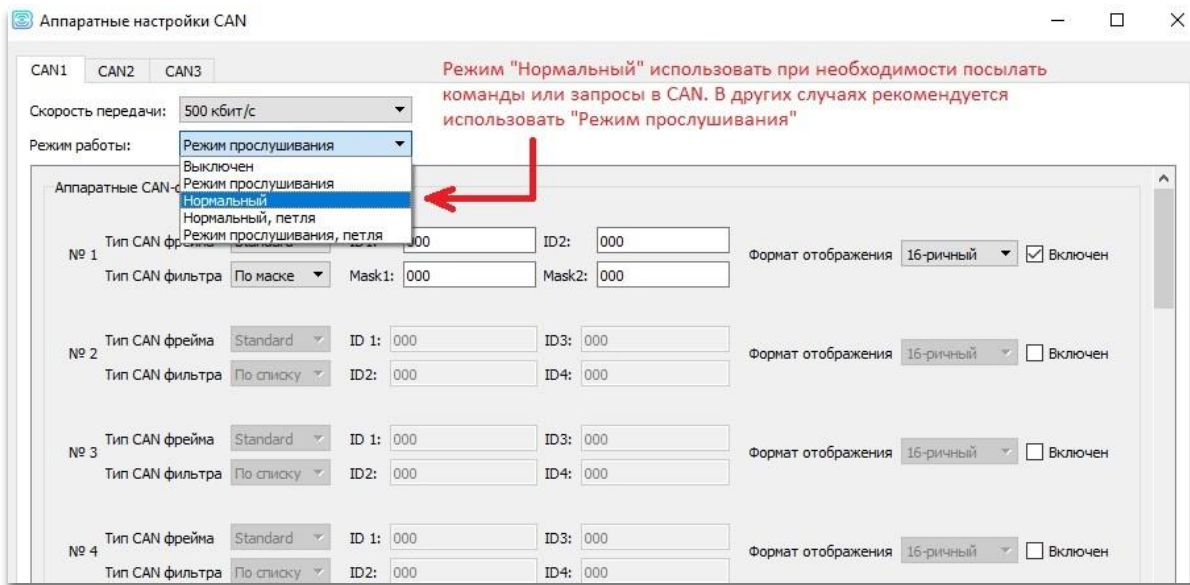 Аппаратные настройки CAN
CAN1 CAN2 CAN3
Режим "Нормальный" использовать при необходимости посылать
команды или запросы в CAN. В других случаях рекомендуется
использовать "Режим прослушивания"
Скорость передачи: 500 кбит/с
Режим работы: Режим прослушивания
Выключен
Режим прослушивания
Нормальный
Нормальный, петля
Режим прослушивания, петля
Аппаратные CAN-
№ 1
Тип CAN фрейма 000 ID2: 000
Тип CAN фильтра По маске Mask1: 000 Mask2: 000
Формат отображения 16-ричный Включен
№ 2
Тип CAN фрейма Standard ID 1: 000 ID3: 000
Тип CAN фильтра По списку ID2: 000 ID4: 000
Формат отображения 16-ричный Включен
№ 3
Тип CAN фрейма Standard ID 1: 000 ID3: 000
Тип CAN фильтра По списку ID2: 000 ID4: 000
Формат отображения 16-ричный Включен
№ 4
Тип CAN фрейма Standard ID 1: 000 ID3: 000
Тип CAN фильтра По списку ID2: 000 ID4: 000
Формат отображения 16-ричный Включен